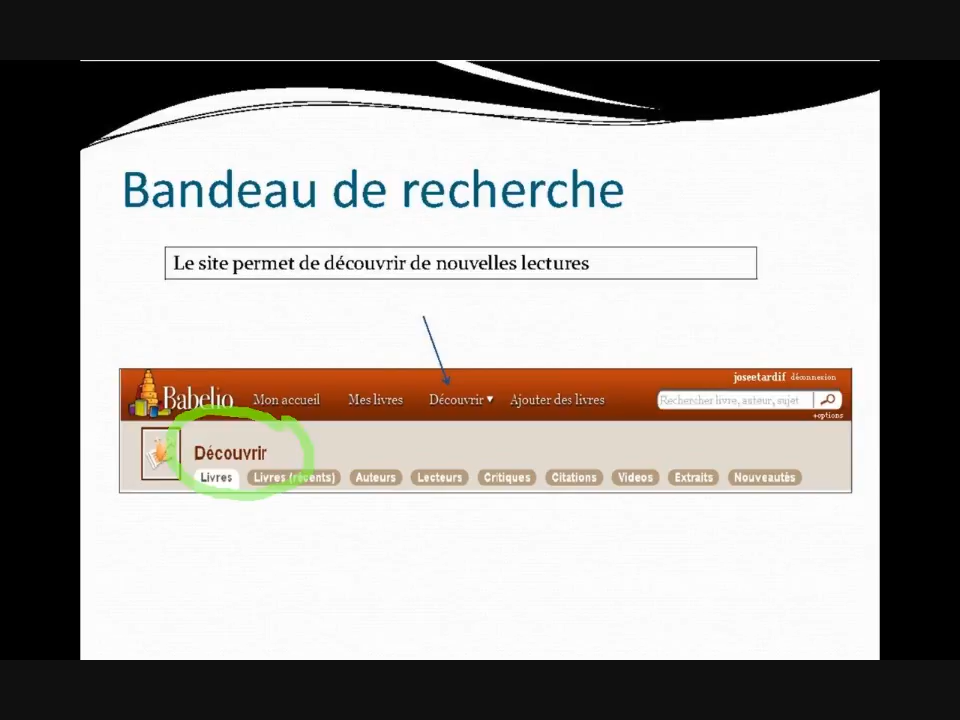 Bandeau de recherche
Le site permet de découvrir de nouvelles lectures
joseetardif déconnexion
Babelio Mon accueil Mes livres Découvrir ▼ Ajouter des livres Rechercher livre, auteur, sujet
+options
Découvrir
Livres Livres (récents) Auteurs Lecteurs Critiques Citations Videos Extraits Nouveautés